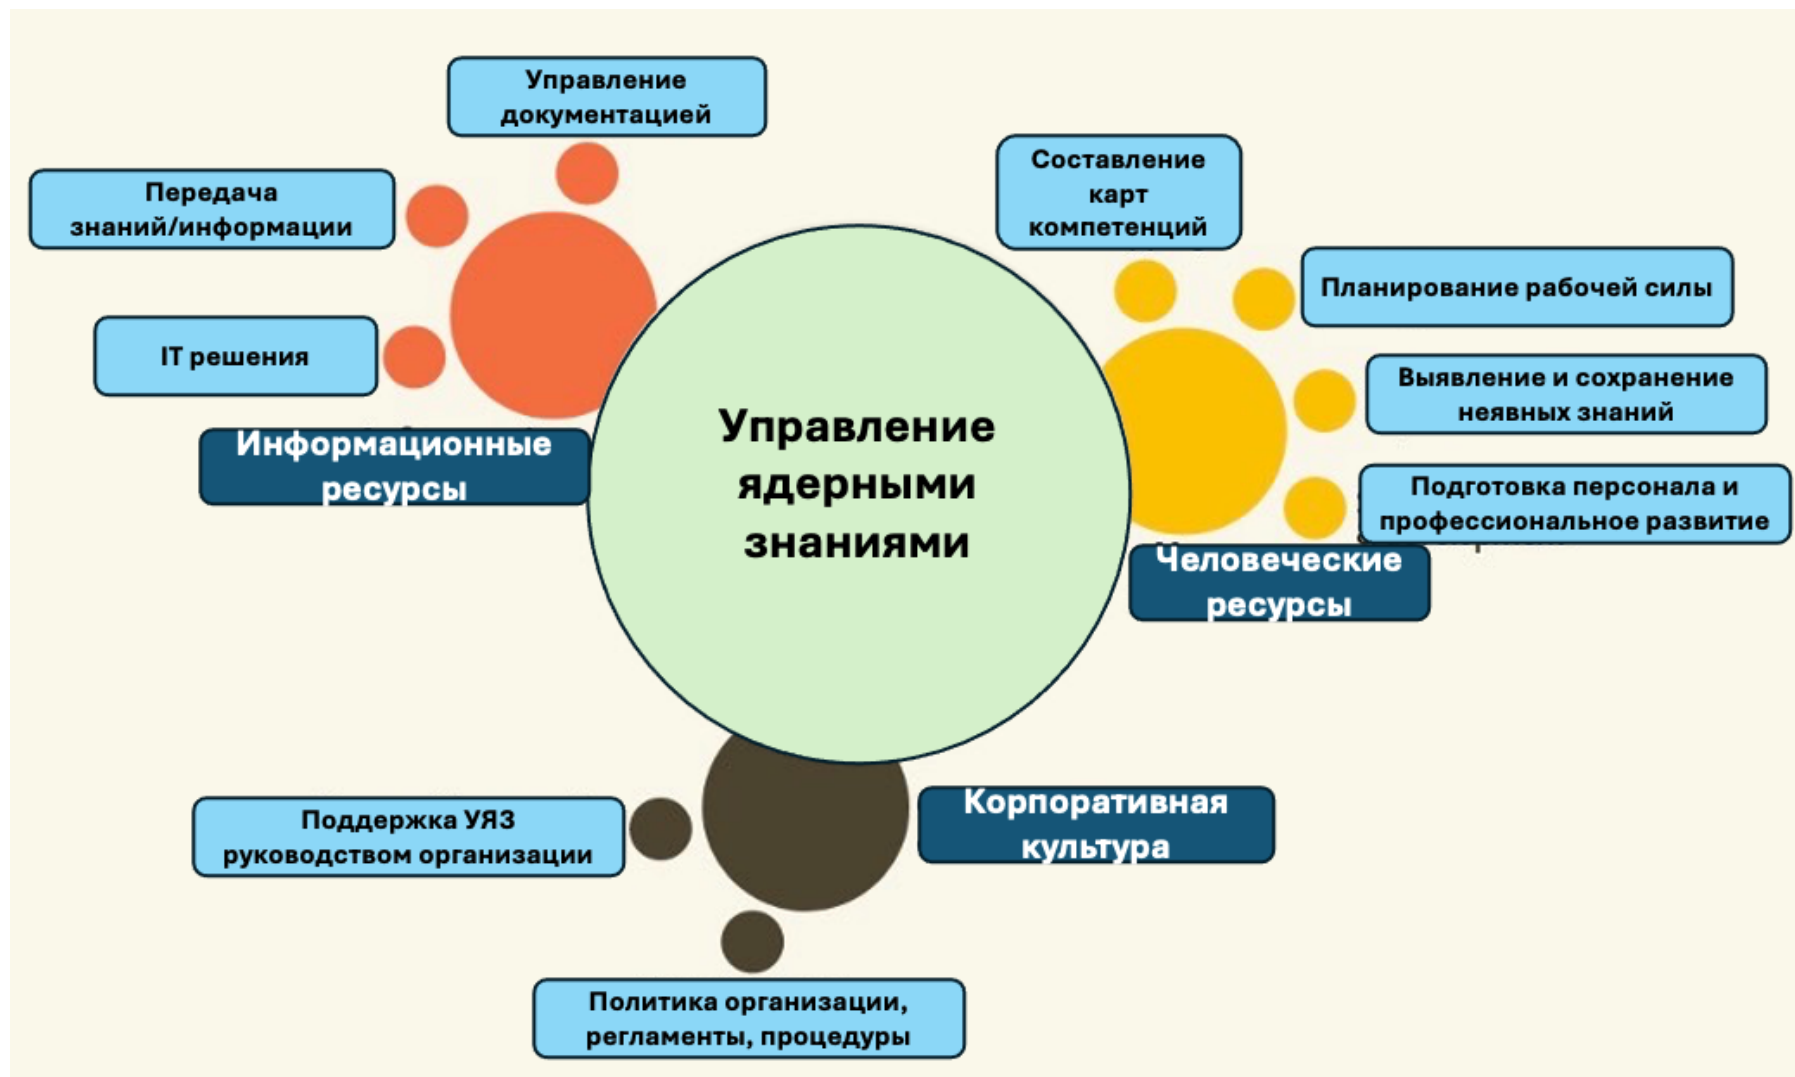 Управление
документацией
Передача
знаний/информации
IT решения
Информационные
ресурсы
Составление
карт
компетенций
Планирование рабочей силы
Выявление и сохранение
неявных знаний
Подготовка персонала и
профессиональное развитие
Человеческие
ресурсы
Управление
ядерными
знаниями
Поддержка УЯЗ
руководством организации
Корпоративная
культура
Политика организации,
регламенты, процедуры